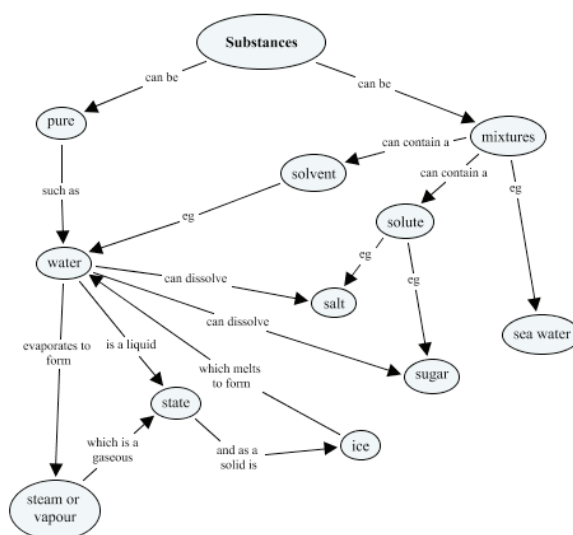 Substances
can be
can be
pure
mixtures
can contain a
solvent
can contain a
such as
eg
solute
eg
eg
eg
water
can dissolve
salt
can dissolve
sea water
evaporates to
form
is a liquid
which melts
to form
sugar
state
which is a
gaseous
and as a
solid is
ice
steam or
vapour